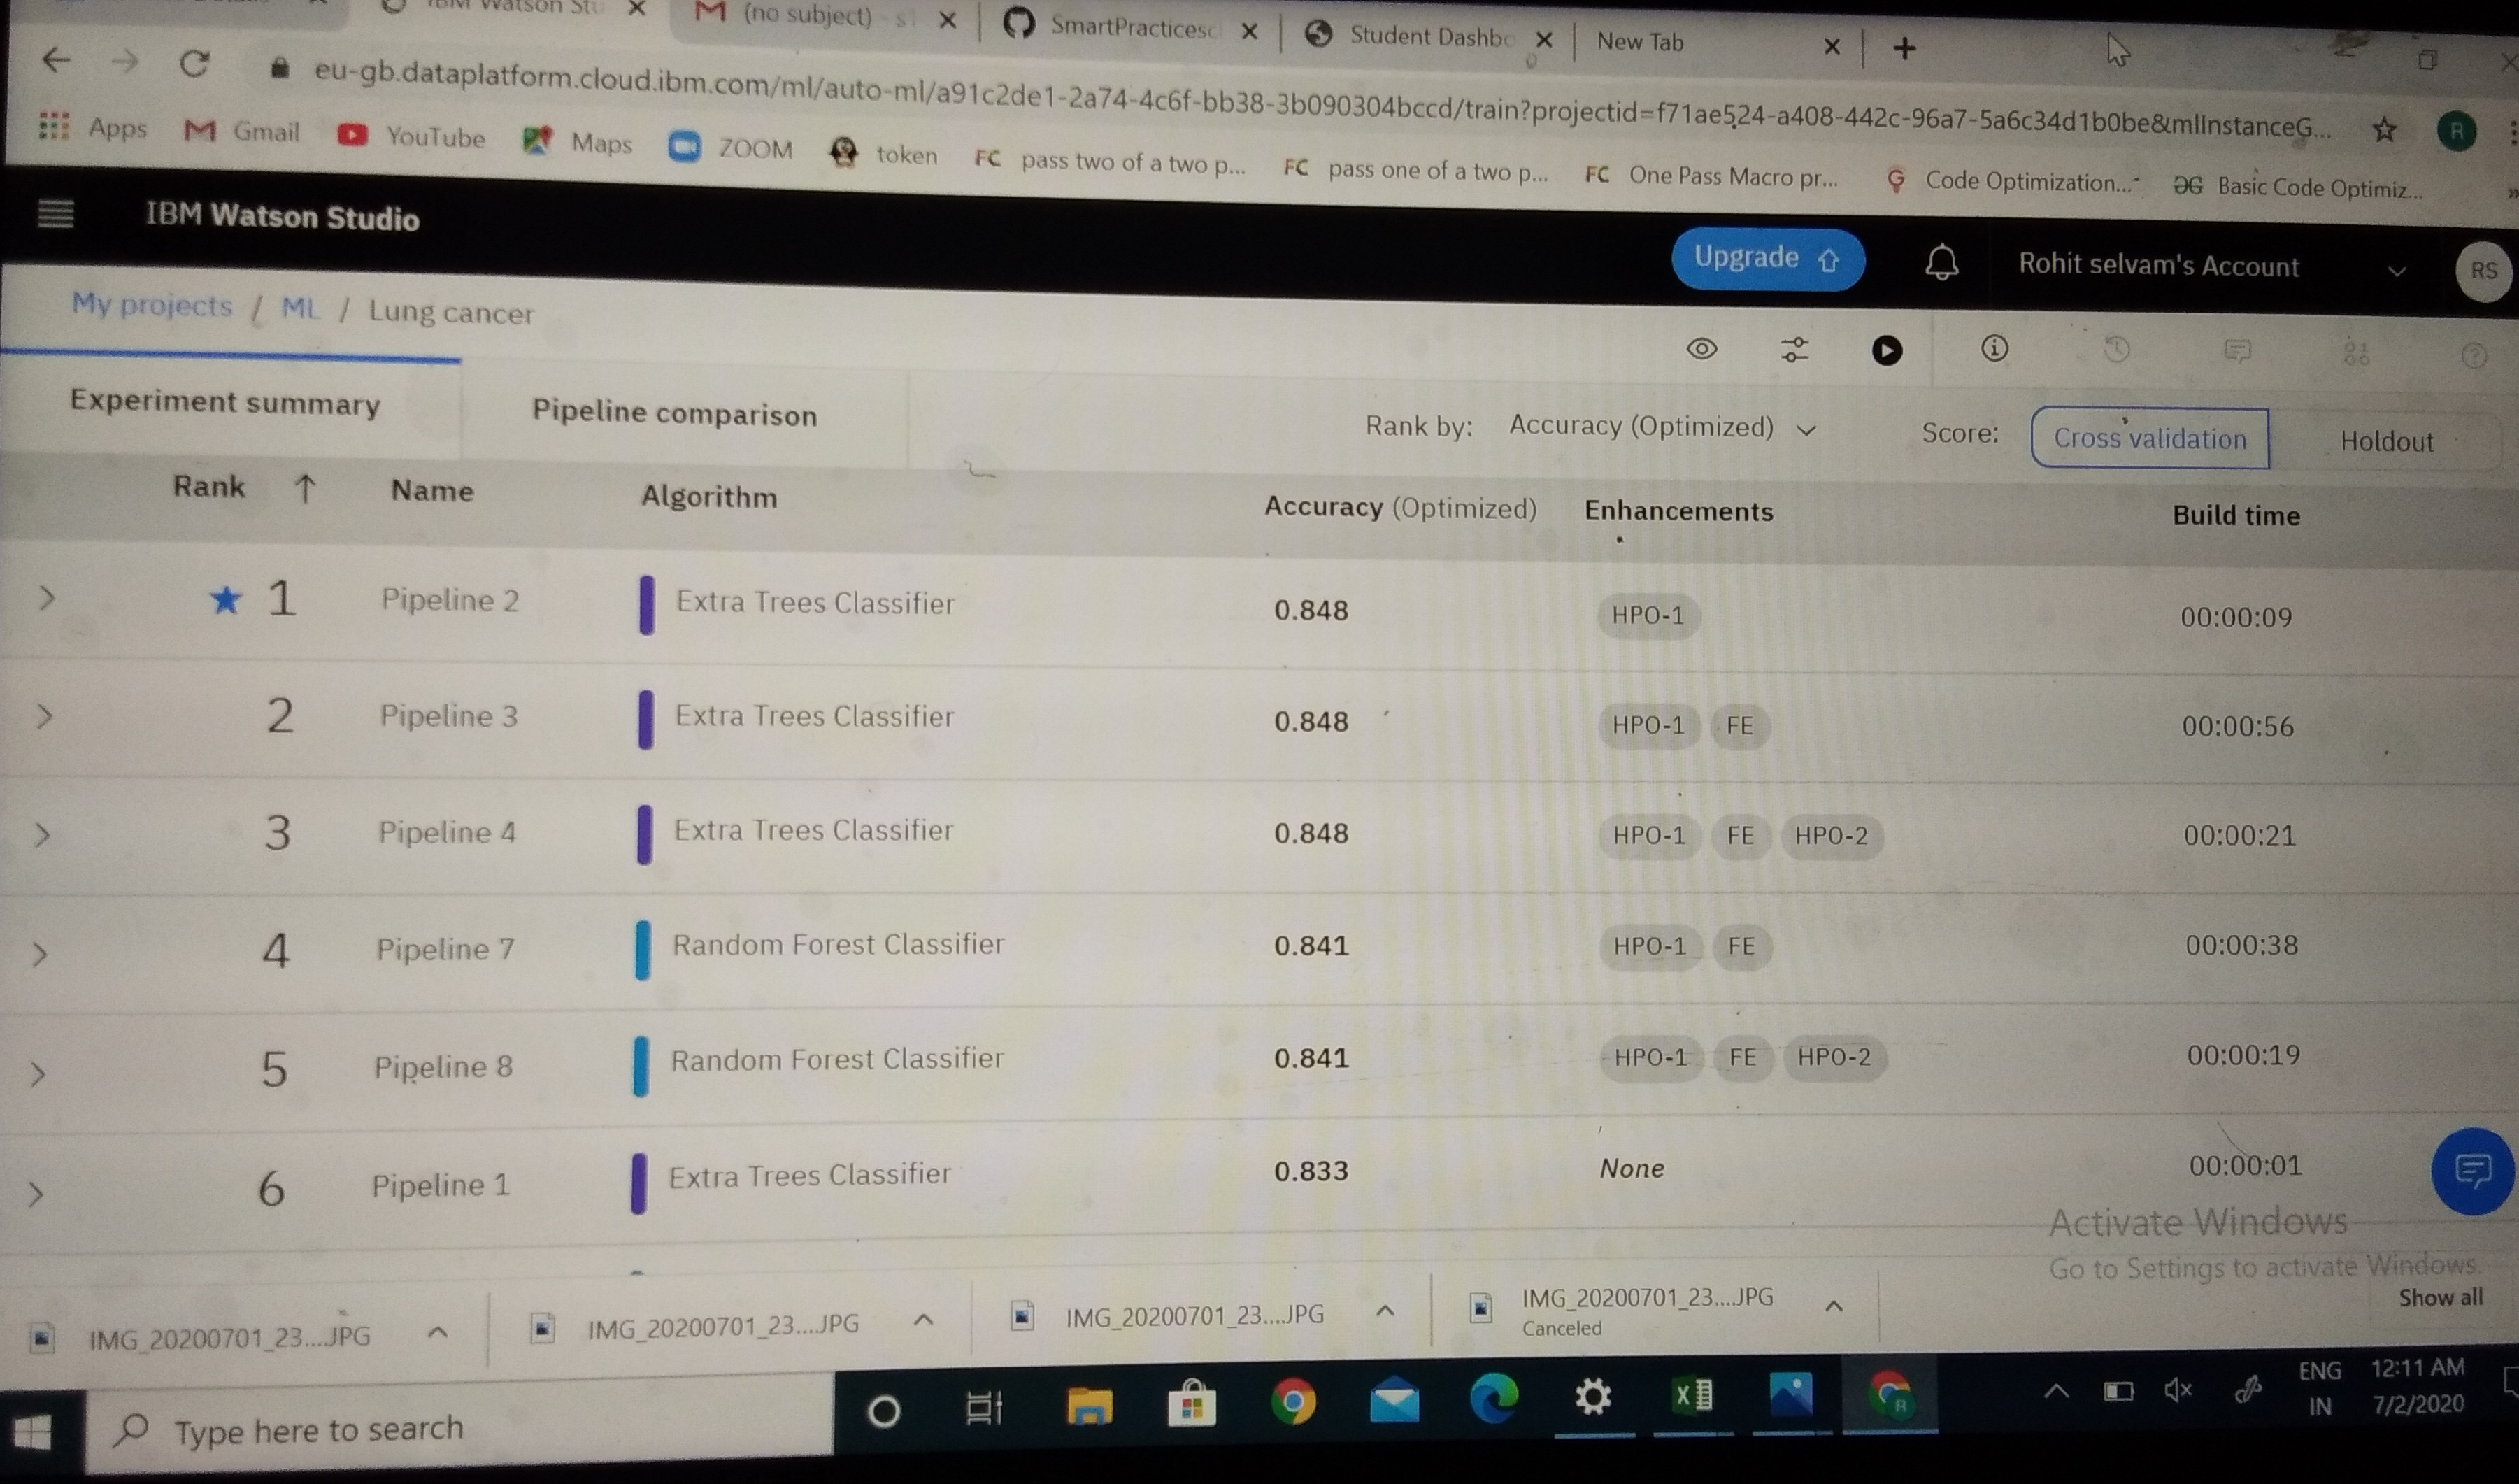 IBM Watson Stu
(no subject) - s
SmartPracticesc
Student Dashbo
New Tab
eu-gb.dataplatform.cloud.ibm.com/ml/auto-ml/a91c2de1-2a74-4c6f-bb38-3b090304bccd/train?projectid=f71ae524-a408-442c-96a7-5a6c34d1b0be&mlInstanceG...
R
Apps Gmail YouTube Maps ZOOM token FC pass two of a two p... FC pass one of a two p... FC One Pass Macro pr... Code Optimization... Basic Code Optimiz... »
IBM Watson Studio
Upgrade
Rohit selvam's Account
RS
My projects / ML / Lung cancer
Experiment summary
Pipeline comparison
Rank by: Accuracy (Optimized)
Score: Cross validation Holdout
Rank ↑ Name Algorithm Accuracy (Optimized) Enhancements Build time
★ 1 Pipeline 2 Extra Trees Classifier 0.848 HPO-1 00:00:09
2 Pipeline 3 Extra Trees Classifier 0.848 HPO-1 FE 00:00:56
3 Pipeline 4 Extra Trees Classifier 0.848 HPO-1 FE HPO-2 00:00:21
4 Pipeline 7 Random Forest Classifier 0.841 HPO-1 FE 00:00:38
5 Pipeline 8 Random Forest Classifier 0.841 HPO-1 FE HPO-2 00:00:19
6 Pipeline 1 Extra Trees Classifier 0.833 None 00:00:01
Activate Windows
Go to Settings to activate Windows.
IMG_20200701_23....JPG
IMG_20200701_23....JPG
IMG_20200701_23....JPG
IMG_20200701_23....JPG
Canceled
Show all
Type here to search
ENG
IN
12:11 AM
7/2/2020